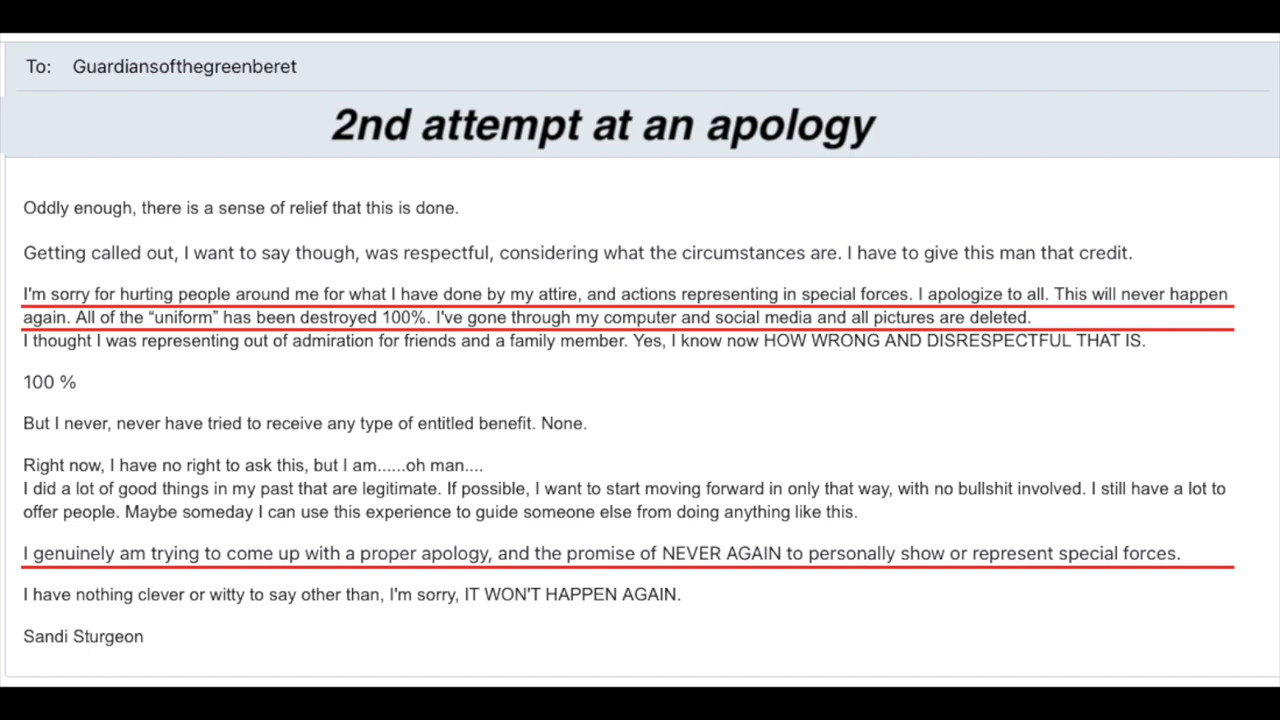 To: Guardiansofthegreenberet
2nd attempt at an apology
Oddly enough, there is a sense of relief that this is done.
Getting called out, I want to say though, was respectful, considering what the circumstances are. I have to give this man that credit.
I'm sorry for hurting people around me for what I have done by my attire, and actions representing in special forces. I apologize to all. This will never happen
again. All of the “uniform” has been destroyed 100%. I've gone through my computer and social media and all pictures are deleted.
I thought I was representing out of admiration for friends and a family member. Yes, I know now HOW WRONG AND DISRESPECTFUL THAT IS.
100 %
But I never, never have tried to receive any type of entitled benefit. None.
Right now, I have no right to ask this, but I am......oh man....
I did a lot of good things in my past that are legitimate. If possible, I want to start moving forward in only that way, with no bullshit involved. I still have a lot to
offer people. Maybe someday I can use this experience to guide someone else from doing anything like this.
I genuinely am trying to come up with a proper apology, and the promise of NEVER AGAIN to personally show or represent special forces.
I have nothing clever or witty to say other than, I'm sorry, IT WON'T HAPPEN AGAIN.
Sandi Sturgeon